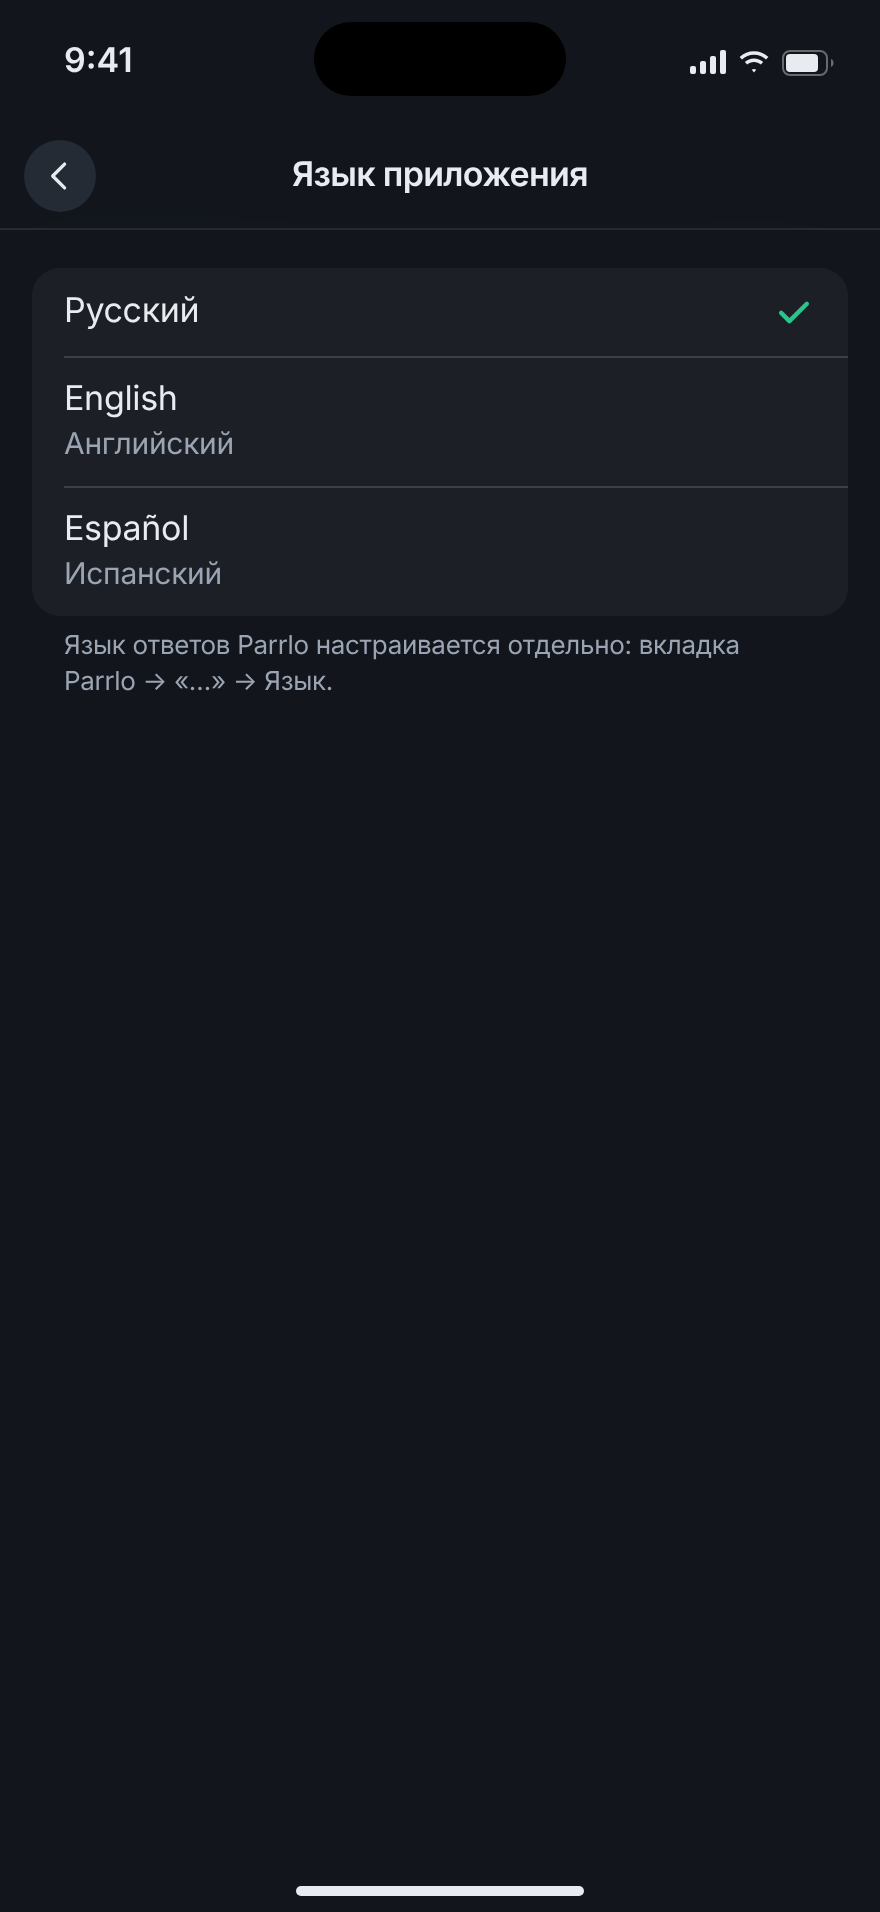 9:41
Язык приложения
Русский
English
Английский
Español
Испанский
Язык ответов Parrlo настраивается отдельно: вкладка
Parrlo → «...» → Язык.